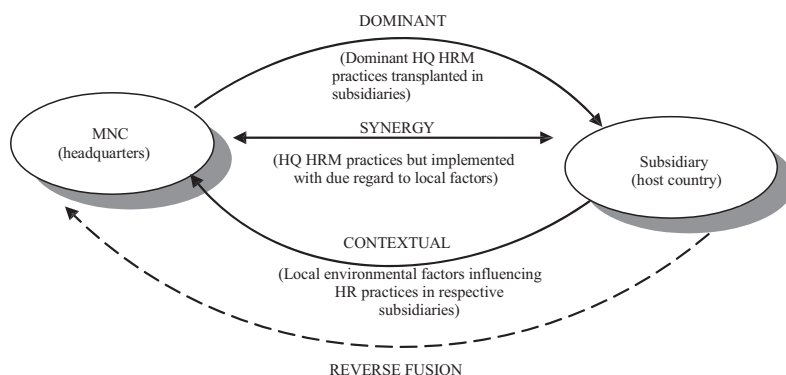 DOMINANT
(Dominant HQ HRM
practices transplanted in
subsidiaries)
MNC
(headquarters)
SYNERGY
(HQ HRM practices but implemented
with due regard to local factors)
Subsidiary
(host country)
CONTEXTUAL
(Local environmental factors influencing
HR practices in respective
subsidiaries)
REVERSE FUSION